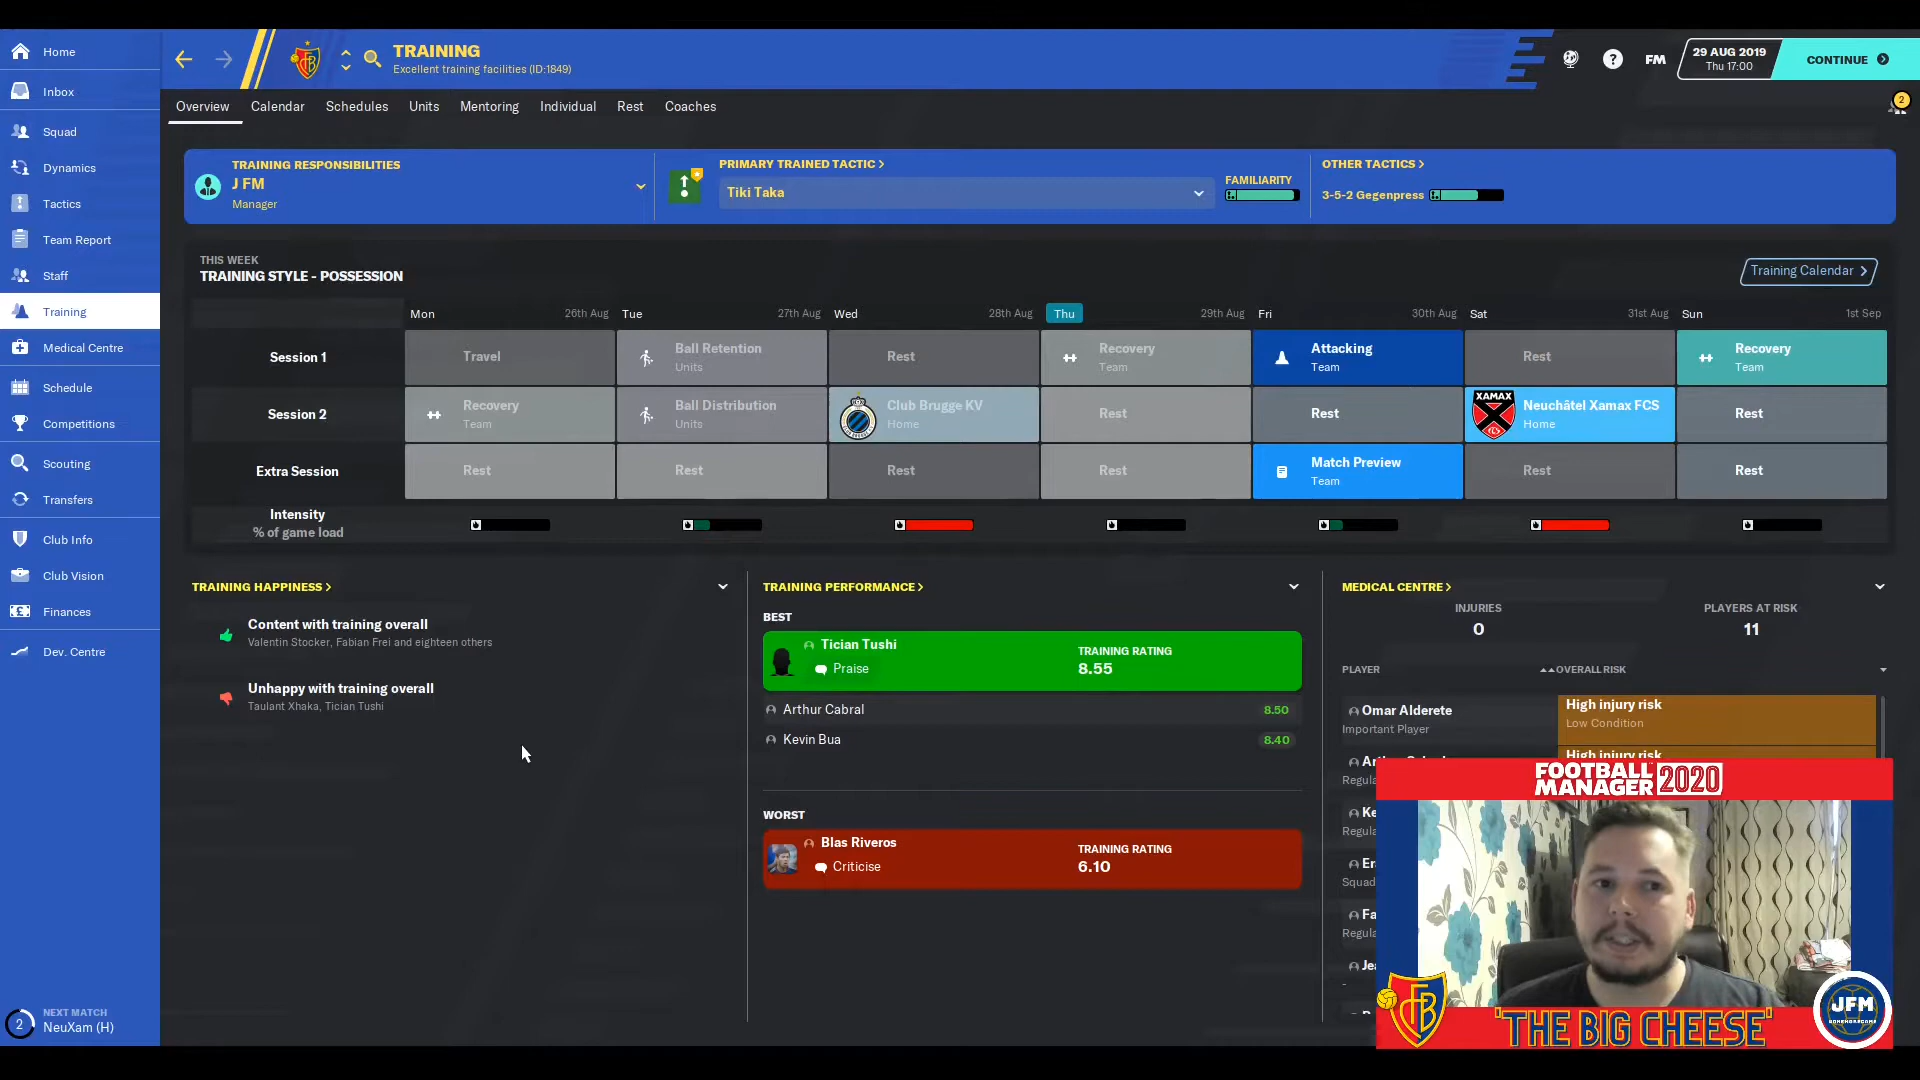 Home
Inbox
Squad
Dynamics
Tactics
Team Report
Staff
Training
Medical Centre
Schedule
Competitions
Scouting
Transfers
Club Info
Club Vision
Finances
Dev. Centre
2
NEXT MATCH
NeuXam (H)
TRAINING
Excellent training facilities (ID:1849)
FM
29 AUG 2019
Thu 17:00
CONTINUE
2
Overview Calendar Schedules Units Mentoring Individual Rest Coaches
TRAINING RESPONSIBILITIES
J FM
Manager
PRIMARY TRAINED TACTIC >
Tiki Taka
FAMILIARITY
OTHER TACTICS >
3-5-2 Gegenpress
THIS WEEK
TRAINING STYLE - POSSESSION
Training Calendar >
Mon 26th Aug Tue 27th Aug Wed 28th Aug Thu 29th Aug Fri 30th Aug Sat 31st Aug Sun 1st Sep
Session 1
Travel
Ball Retention
Units
Rest
Recovery
Team
Attacking
Team
Rest
Recovery
Team
Session 2
Recovery
Team
Ball Distribution
Units
Club Brugge KV
Home
Rest
Rest
XAMAX
Neuchâtel Xamax FCS
Home
Rest
Extra Session
Rest
Rest
Rest
Rest
Match Preview
Team
Rest
Rest
Intensity
% of game load
TRAINING HAPPINESS >
Content with training overall
Valentin Stocker, Fabian Frei and eighteen others
Unhappy with training overall
Taulant Xhaka, Tician Tushi
TRAINING PERFORMANCE >
BEST
Tician Tushi
Praise
TRAINING RATING
8.55
Arthur Cabral 8.50
Kevin Bua 8.40
WORST
Blas Riveros
Criticise
TRAINING RATING
6.10
MEDICAL CENTRE >
INJURIES
0
PLAYERS AT RISK
11
PLAYER OVERALL RISK
Omar Alderete
Important Player
High injury risk
Low Condition
High injury risk
Regula
Ke
Regula
Er
Squad
Fa
Regula
Je
FOOTBALL
MANAGER 2020
FCB
'THE BIG CHEESE'
JFM